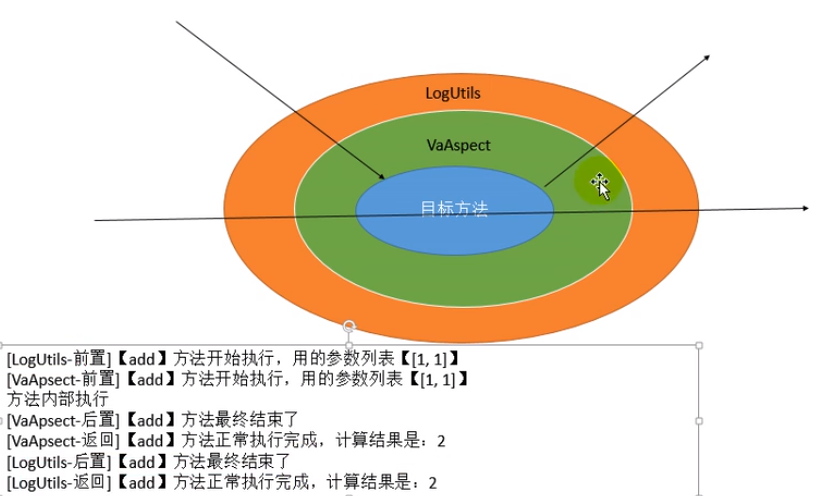 LogUtils
VaAspect
目标方法
[LogUtils-前置]【add】方法开始执行，用的参数列表【[1, 1]】
[VaApsect-前置]【add】方法开始执行，用的参数列表【[1, 1]】
方法内部执行
[VaApsect-后置]【add】方法最终结束了
[VaApsect-返回]【add】方法正常执行完成，计算结果是：2
[LogUtils-后置]【add】方法最终结束了
[LogUtils-返回]【add】方法正常执行完成，计算结果是：2